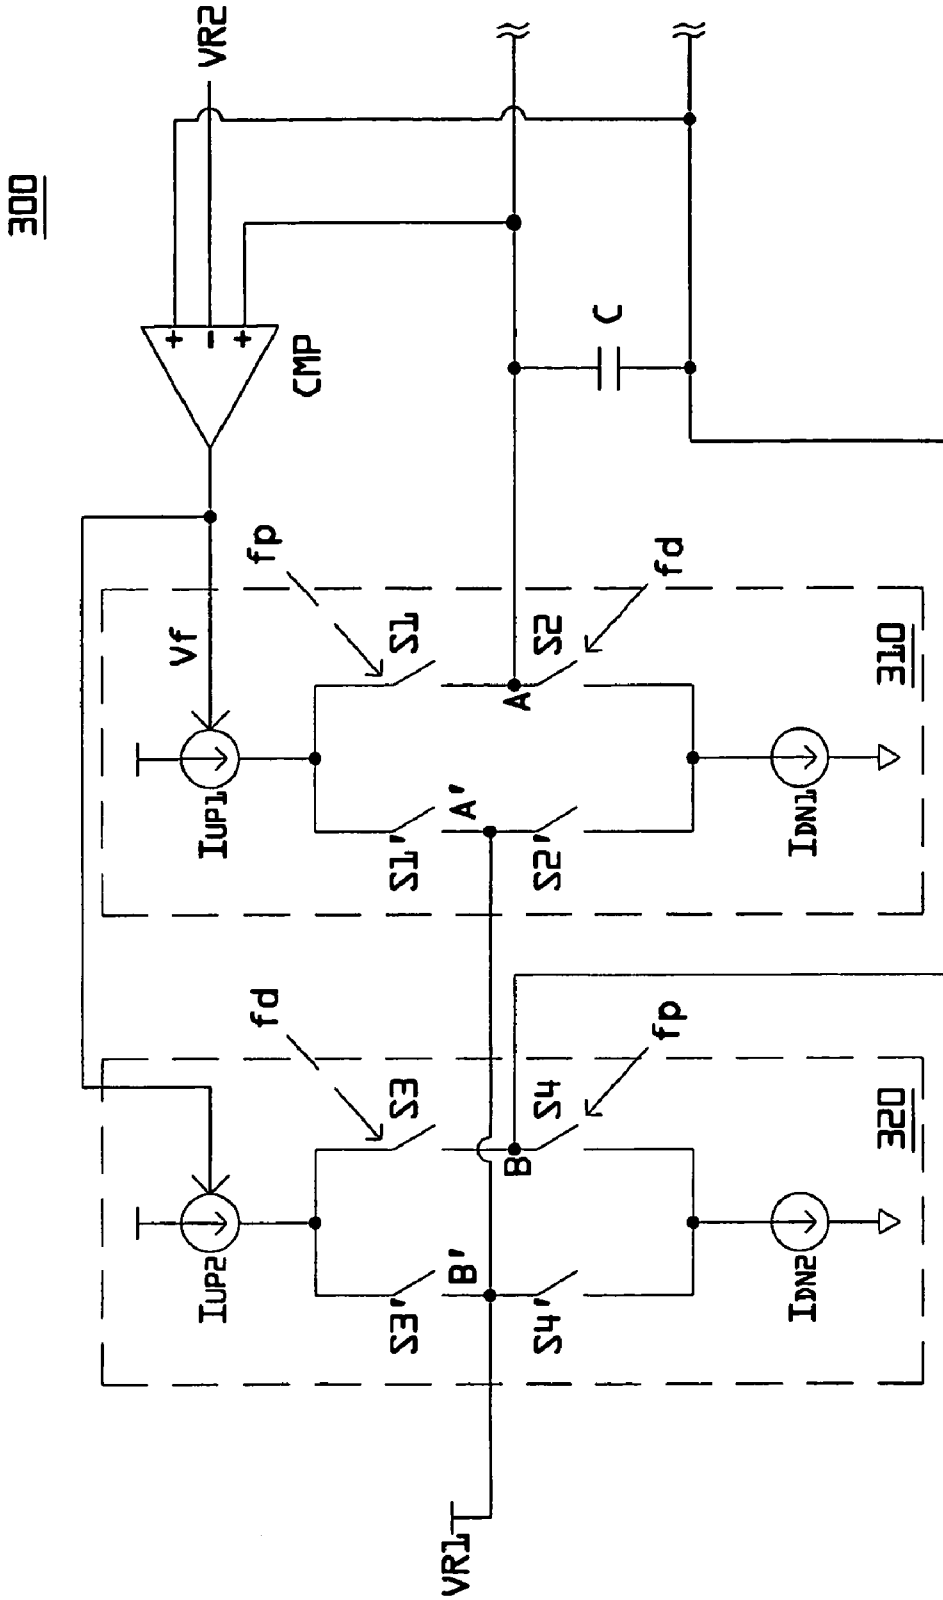 300
VR2
+
-
+
CMP
Vf
fp
S1
S2
fd
A
A'
S1'
S2'
IUP1
IDN1
310
fd
S3
S4
fp
B
B'
S3'
S4'
IUP2
IDN2
320
C
VR1